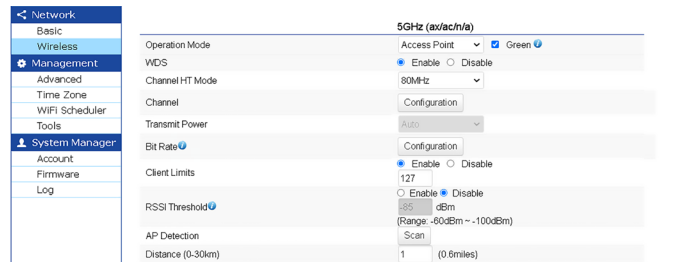 Network
Basic
Wireless
Management
Advanced
Time Zone
WiFi Scheduler
Tools
System Manager
Account
Firmware
Log
5GHz (ax/ac/n/a)
Operation Mode Access Point Green
WDS Enable Disable
Channel HT Mode 80MHz
Channel Configuration
Transmit Power Auto
Bit Rate Configuration
Client Limits Enable Disable
127
RSSI Threshold Enable Disable
-85 dBm
(Range: -60dBm ~ -100dBm)
AP Detection Scan
Distance (0-30km) 1 (0.6miles)